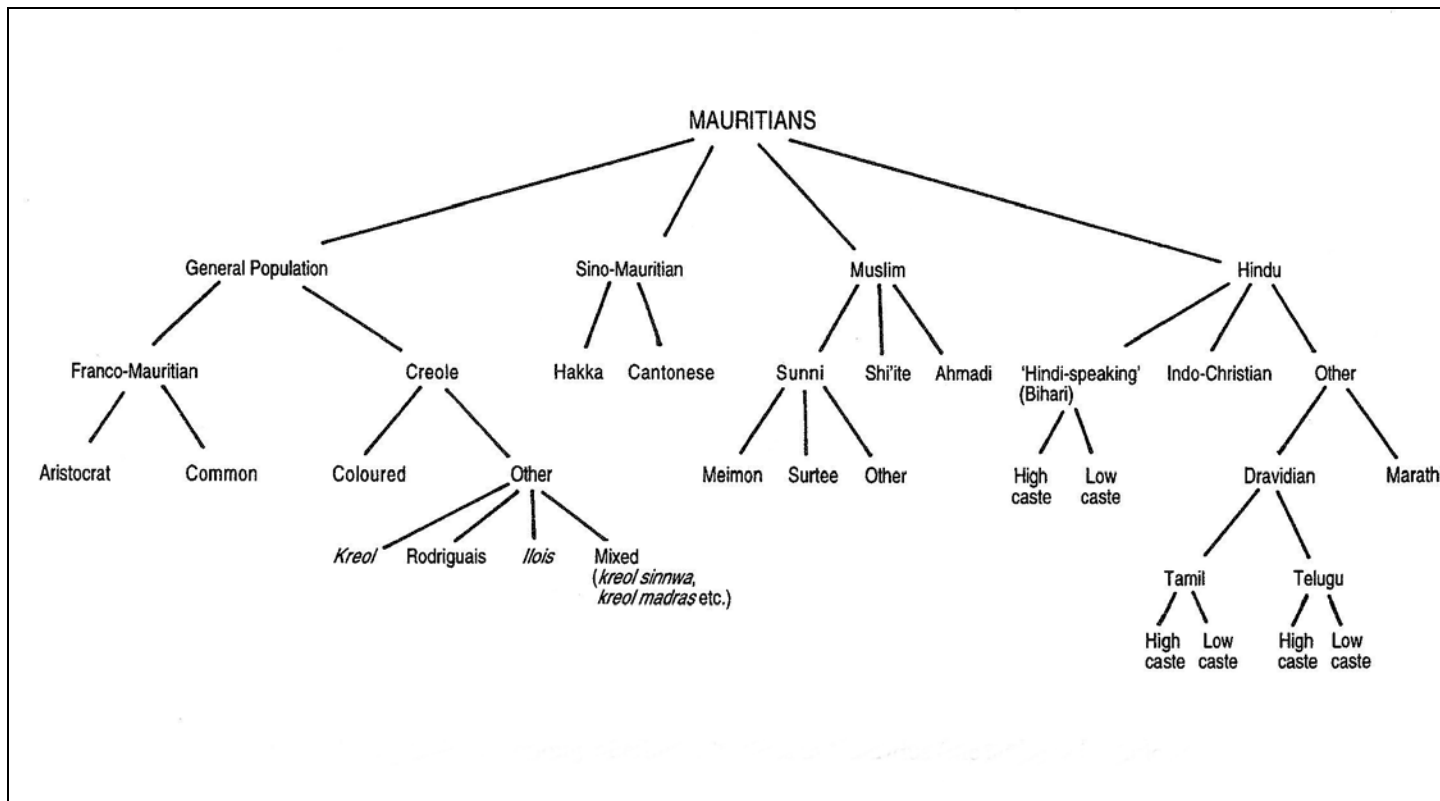 MAURITIANS
General Population
Sino-Mauritian
Muslim
Hindu
Franco-Mauritian
Creole
Hakka
Cantonese
Sunni
Shi'ite
Ahmadi
'Hindi-speaking'
(Bihari)
Indo-Christian
Other
Aristocrat
Common
Coloured
Other
Meimon
Surtee
Other
High
caste
Low
caste
Dravidian
Marath
Kreol
Rodriguais
Ilois
Mixed
(kreol sinnwa,
kreol madras etc.)
Tamil
Telugu
High
caste
Low
caste
High
caste
Low
caste